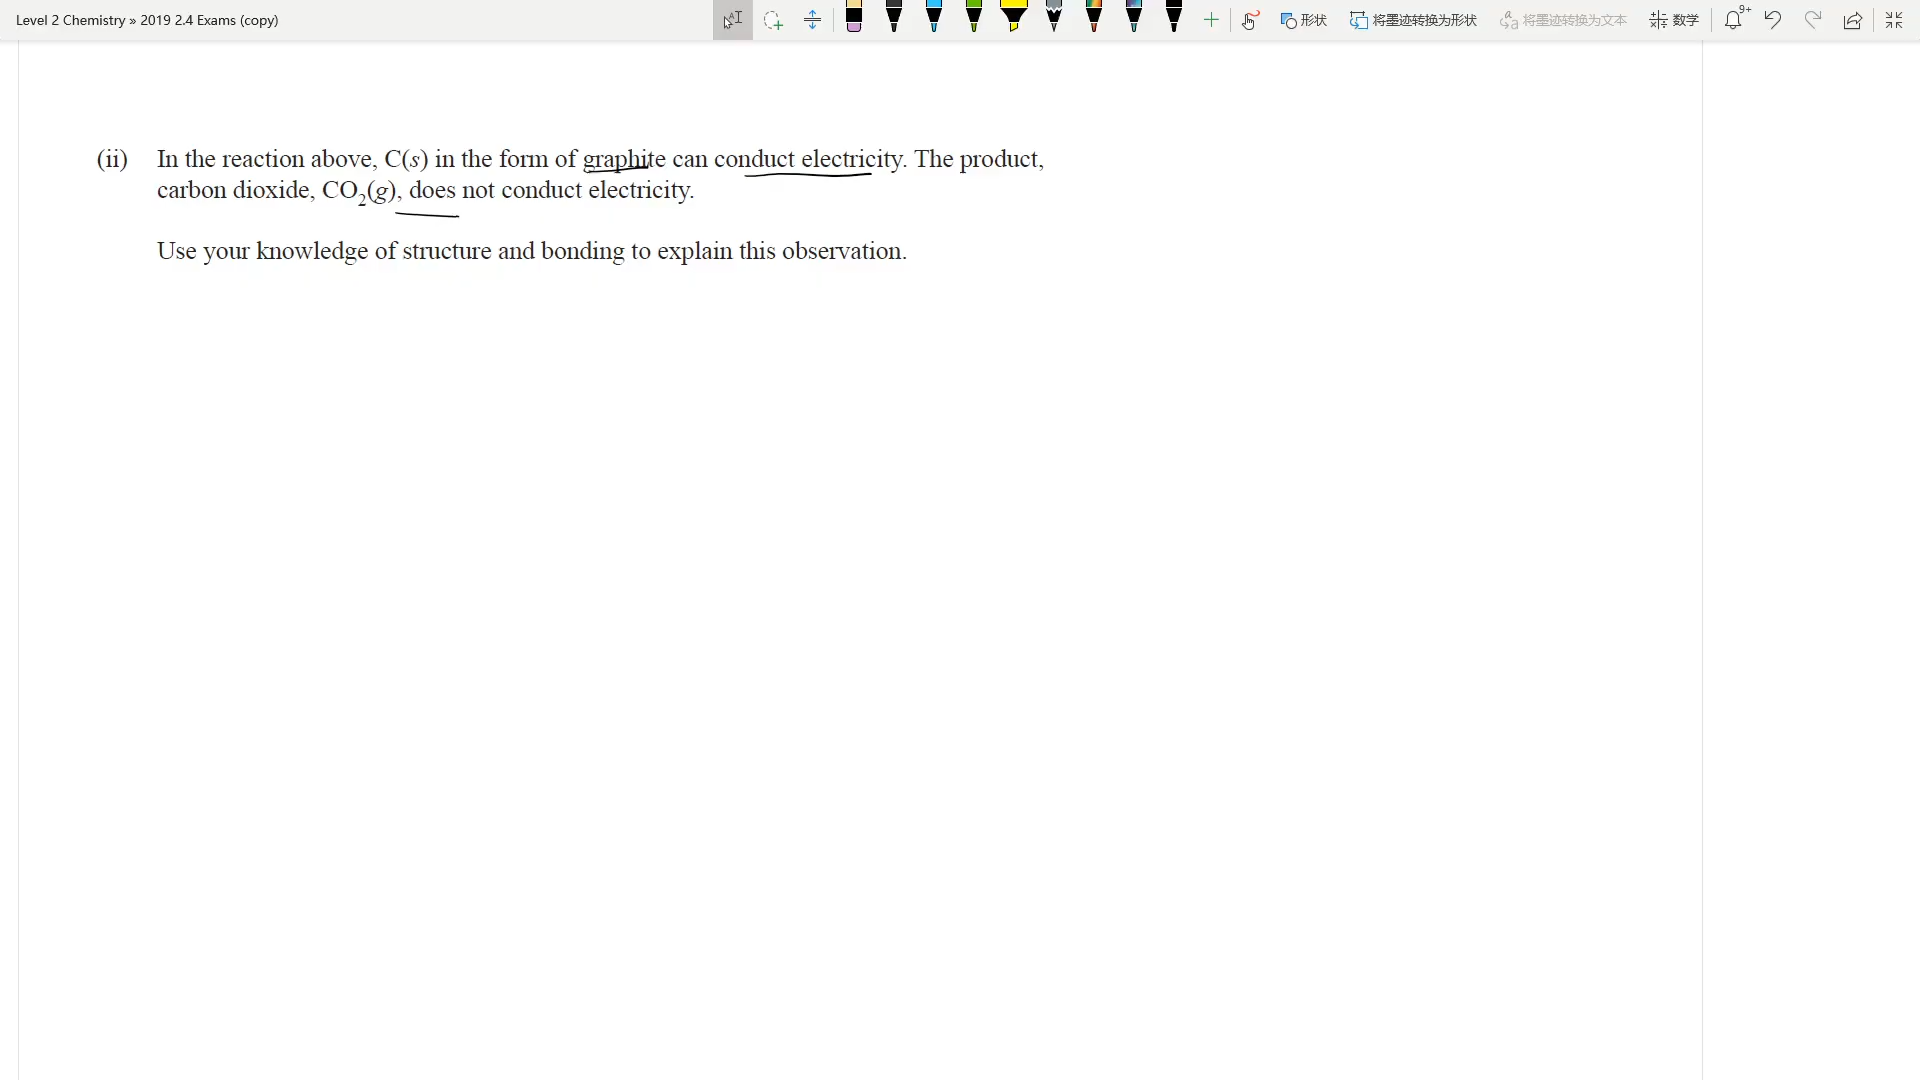 Level 2 Chemistry » 2019 2.4 Exams (copy)
形状
将墨迹转换为形状
将墨迹转换为文本
数学
9+
(ii) In the reaction above, C(s) in the form of graphite can conduct electricity. The product,
carbon dioxide, CO₂(g), does not conduct electricity.
Use your knowledge of structure and bonding to explain this observation.